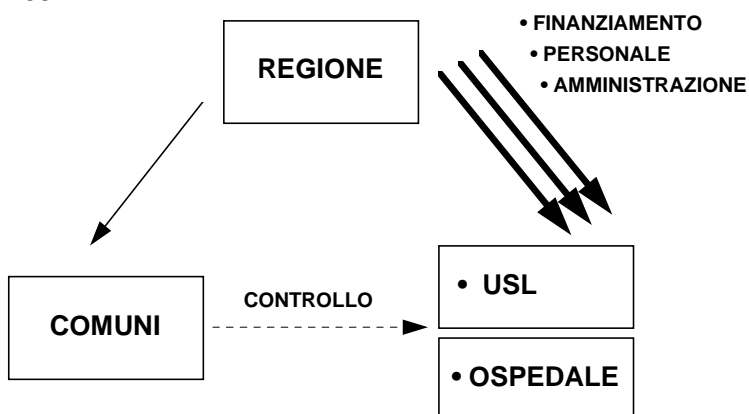 • FINANZIAMENTO
• PERSONALE
• AMMINISTRAZIONE
REGIONE
COMUNI
CONTROLLO
• USL
• OSPEDALE